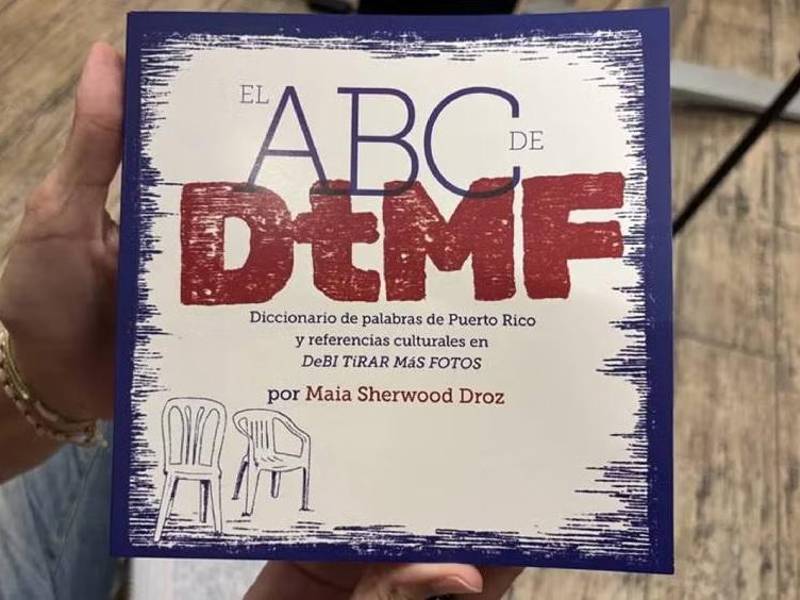 EL ABC DE
DtMF
Diccionario de palabras de Puerto Rico
y referencias culturales en
DeBI TiRAR MáS FOTOS
por Maia Sherwood Droz